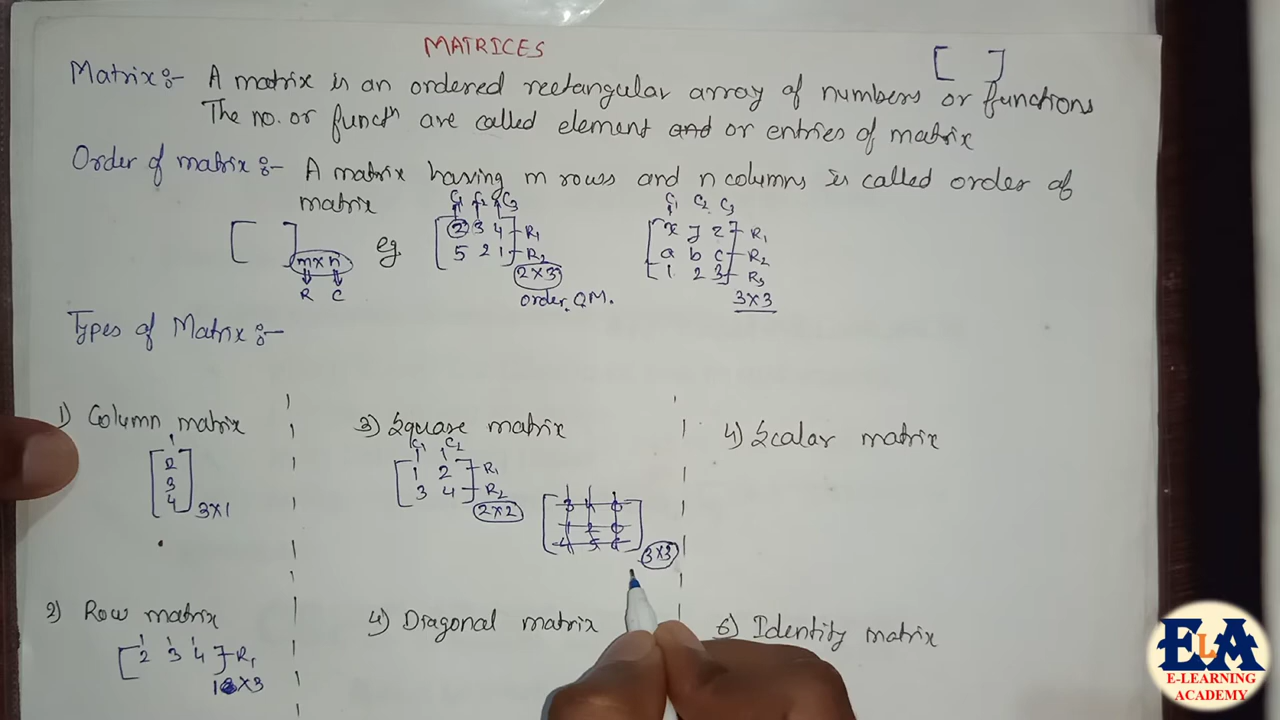 MATRICES
[ ]
Matrix:- A matrix is an ordered rectangular array of numbers or functions
The no. or functn are called element and or entries of matrix
Order of matrix:- A matrix having m rows and n columns is called order of
matrix
[ ] m×n
R C
eg
C1 C2 C3
[2 3 4] R1
5 2 1 R2
2×3
order.O.M.
C1 C2 C3
x y z R1
a b c R2
1 2 3 R3
3×3
Types of Matrix:-
1) Column matrix
2
3
4
3×1
2) Row matrix
[2 3 4] R1
1 ×3
3) Square matrix
C1 C2
1 2 R1
3 4 R2
2×2
3×3
4) Diagonal matrix
4) Scalar matrix
6) Identity matrix
ELA
E-LEARNING
ACADEMY